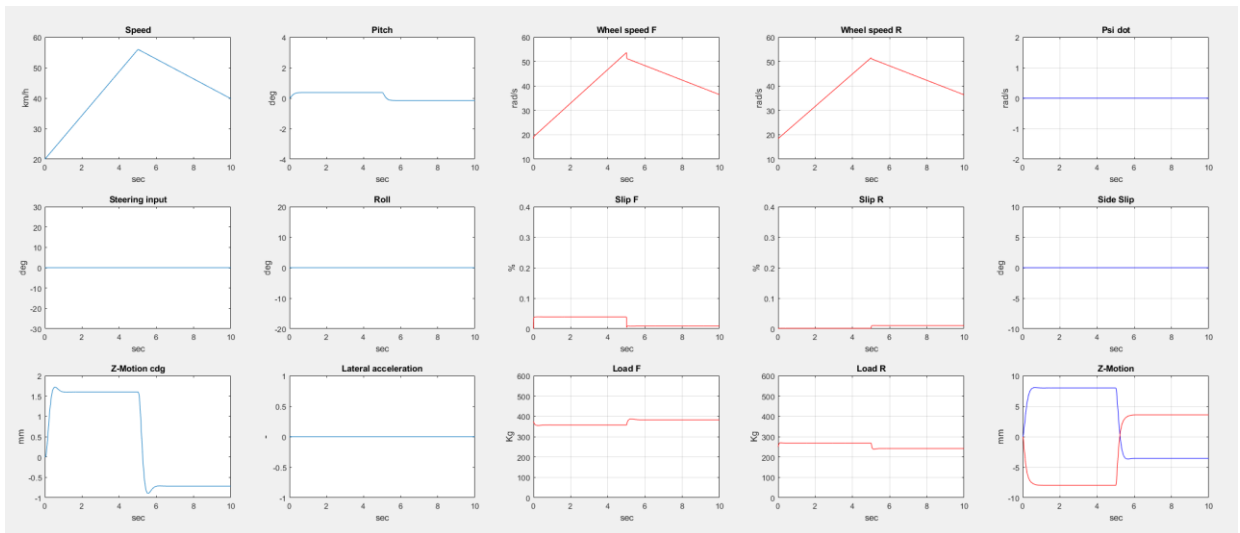 Speed
km/h
60
50
40
30
20
0 2 4 6 8 10
sec
Pitch
deg
4
2
0
-2
-4
0 2 4 6 8 10
sec
Wheel speed F
rad/s
60
50
40
30
20
10
0 2 4 6 8 10
sec
Wheel speed R
rad/s
60
50
40
30
20
10
0 2 4 6 8 10
sec
Psi dot
rad/s
2
1
0
-1
-2
0 2 4 6 8 10
sec
Steering input
deg
30
20
10
0
-10
-20
-30
0 2 4 6 8 10
sec
Roll
deg
20
10
0
-10
-20
0 2 4 6 8 10
sec
Slip F
%
0.4
0.3
0.2
0.1
0
0 2 4 6 8 10
sec
Slip R
%
0.4
0.3
0.2
0.1
0
0 2 4 6 8 10
sec
Side Slip
deg
10
5
0
-5
-10
0 2 4 6 8 10
sec
Z-Motion cdg
mm
2
1.5
1
0.5
0
-0.5
-1
0 2 4 6 8 10
sec
Lateral acceleration
-
1
0.5
0
-0.5
-1
0 2 4 6 8 10
sec
Load F
Kg
600
500
400
300
200
100
0
0 2 4 6 8 10
sec
Load R
Kg
600
500
400
300
200
100
0
0 2 4 6 8 10
sec
Z-Motion
mm
10
5
0
-5
-10
0 2 4 6 8 10
sec